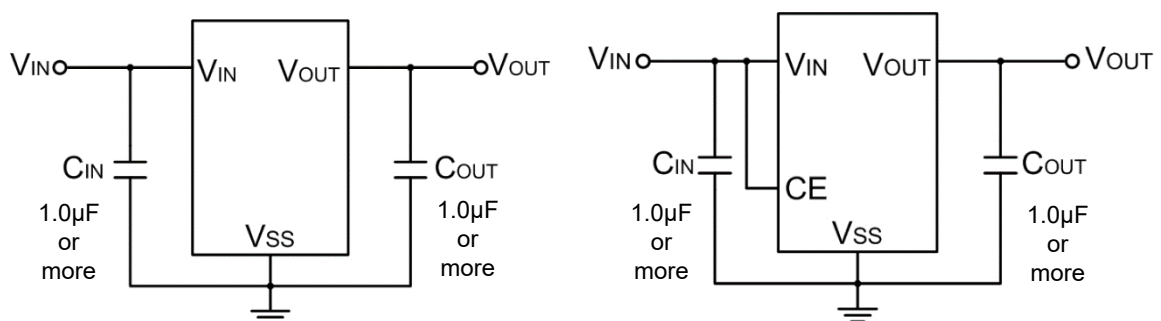 VIN
VIN
VOUT
VOUT
CIN
1.0µF
or
more
COUT
1.0µF
or
more
VSS
VIN
VIN
VOUT
VOUT
CIN
1.0µF
or
more
CE
COUT
1.0µF
or
more
VSS